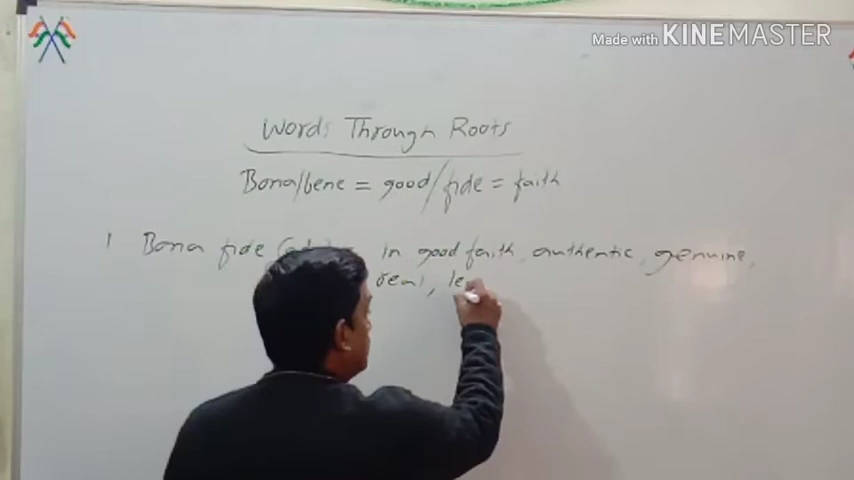 Made with KINEMASTER
Words Through Roots
Bona/bene = good/fide = faith
1 Bona fide in good faith, authentic, genuine,
real, le